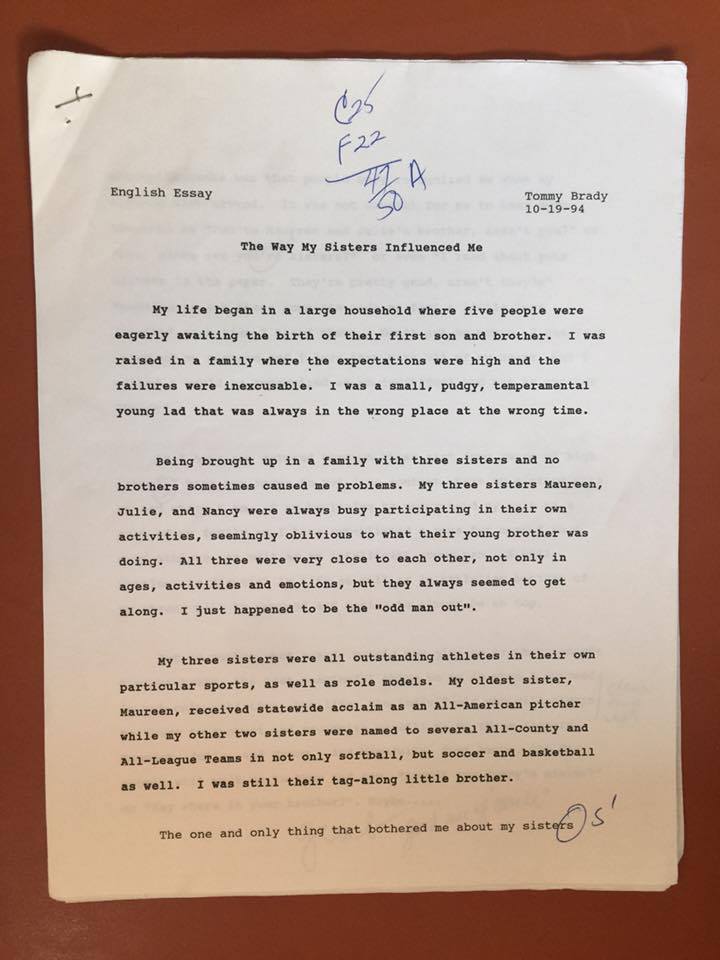 C25
F22
47 A
50
English Essay
Tommy Brady
10-19-94
The Way My Sisters Influenced Me
My life began in a large household where five people were
eagerly awaiting the birth of their first son and brother. I was
raised in a family where the expectations were high and the
failures were inexcusable. I was a small, pudgy, temperamental
young lad that was always in the wrong place at the wrong time.
Being brought up in a family with three sisters and no
brothers sometimes caused me problems. My three sisters Maureen,
Julie, and Nancy were always busy participating in their own
activities, seemingly oblivious to what their young brother was
doing. All three were very close to each other, not only in
ages, activities and emotions, but they always seemed to get
along. I just happened to be the "odd man out".
My three sisters were all outstanding athletes in their own
particular sports, as well as role models. My oldest sister,
Maureen, received statewide acclaim as an All-American pitcher
while my other two sisters were named to several All-County and
All-League Teams in not only softball, but soccer and basketball
as well. I was still their tag-along little brother.
The one and only thing that bothered me about my sisters s'